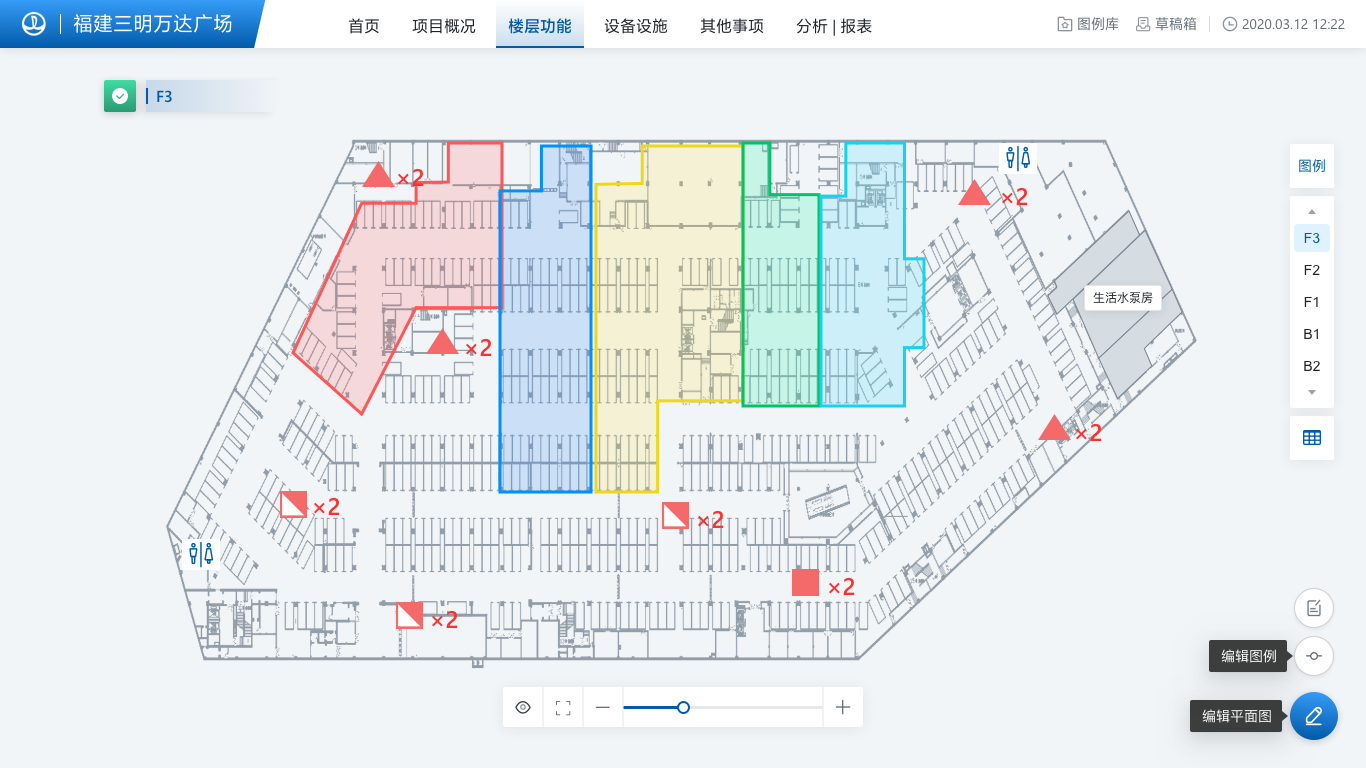 福建三明万达广场
首页 项目概况 楼层功能 设备设施 其他事项 分析 | 报表
图例库 草稿箱 2020.03.12 12:22
F3
×2
×2
图例
F3
F2
F1
B1
B2
生活水泵房
×2
×2
×2
×2
×2
×2
编辑图例
编辑平面图